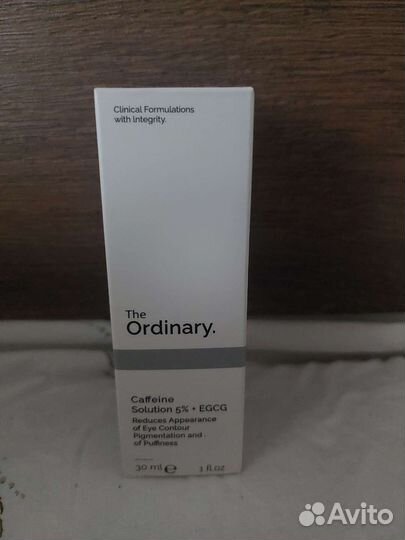 Clinical Formulations
with Integrity.
The
Ordinary.
Caffeine
Solution 5% + EGCG
Reduces Appearance
of Eye Contour
Pigmentation and
of Puffiness
30 ml ℮ 1 fl oz
Avito